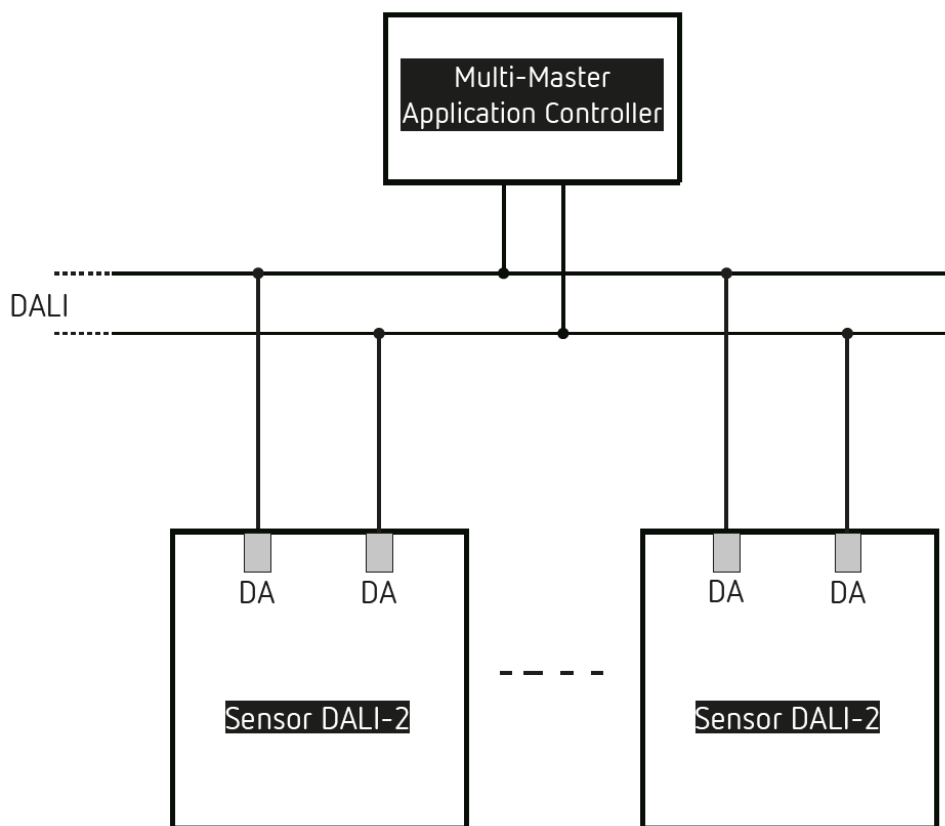 Multi-Master
Application Controller
DALI
DA
DA
DA
DA
Sensor DALI-2
Sensor DALI-2